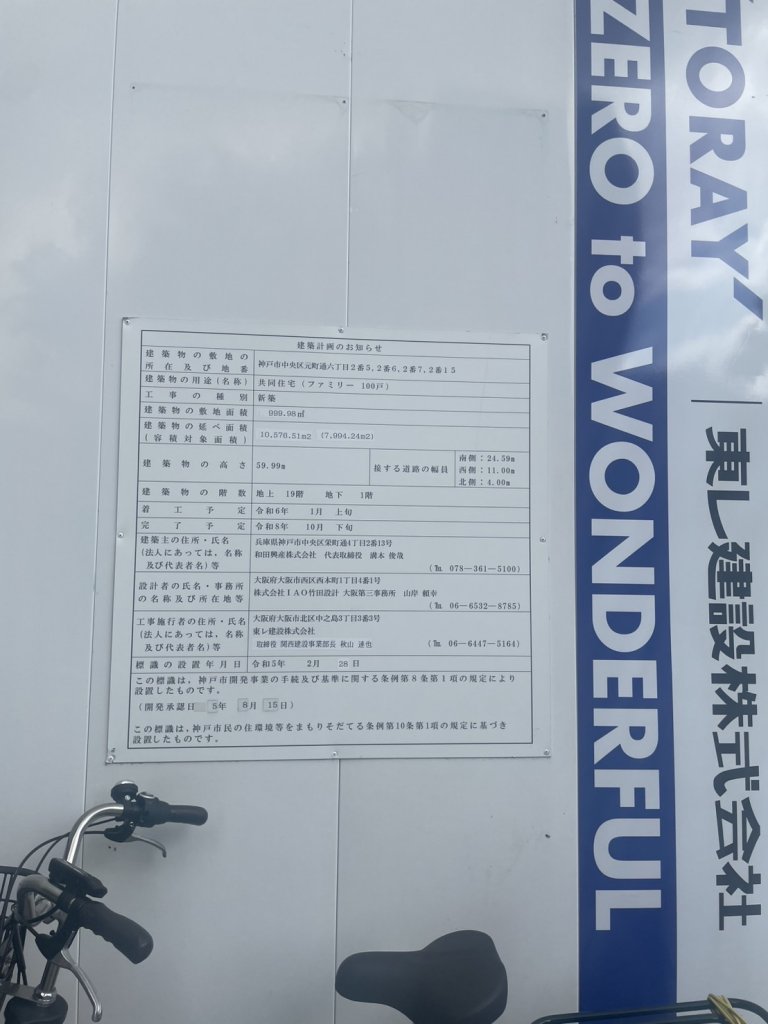 建築計画のお知らせ
建築物の敷地の
所在及び地番
神戸市中央区元町通六丁目2番5,2番6,2番7,2番15
建築物の用途(名称)
共同住宅(ファミリー 100戸)
工事の種別
新築
建築物の敷地面積
999.98㎡
建築物の延べ面積
(容積対象面積)
10,576.51m2 (7,994.24m2)
建築物の高さ
59.99m
接する道路の幅員
南側:24.59m
西側:11.00m
北側:4.00m
建築物の階数
地上 19階 地下 1階
着工予定
令和6年 1月 上旬
完了予定
令和8年 10月 下旬
建築主の住所・氏名
(法人にあっては、名称
及び代表者名)等
兵庫県神戸市中央区栄町通4丁目2番13号
和田興産株式会社 代表取締役 溝本 俊哉
(℡ 078-361-5100)
設計者の氏名・事務所
の名称及び所在地等
大阪府大阪市西区西本町1丁目4番1号
株式会社IAO竹田設計 大阪第三事務所 山岸 頼幸
(℡ 06-6532-8785)
工事施行者の住所・氏名
(法人にあっては、名称
及び代表者名)等
大阪府大阪市北区中之島3丁目3番3号
東レ建設株式会社
取締役 関西建設事業部長 秋山 達也
(℡ 06-6447-5164)
標識の設置年月日
令和5年 2月 28日
この標識は、神戸市開発事業の手続及び基準に関する条例第8条第1項の規定により
設置したものです。
(開発承認日 5年 8月 15日)
この標識は、神戸市民の住環境等をまもりそだてる条例第10条第1項の規定に基づき
設置したものです。
'TORAY'
ZERO to WONDERFUL
東レ建設株式会社